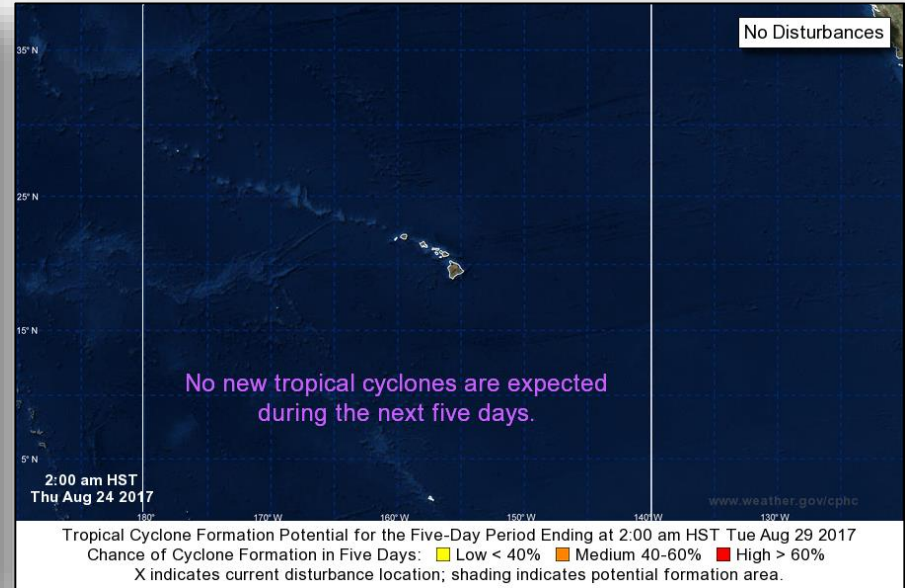 No Disturbances
35° N
25° N
15° N
No new tropical cyclones are expected
during the next five days.
5° N
2:00 am HST
Thu Aug 24 2017
www.weather.gov/cphc
180° 170° W 160° W 150° W 140° W 130° W
Tropical Cyclone Formation Potential for the Five-Day Period Ending at 2:00 am HST Tue Aug 29 2017
Chance of Cyclone Formation in Five Days: Low < 40% Medium 40-60% High > 60%
X indicates current disturbance location; shading indicates potential formation area.